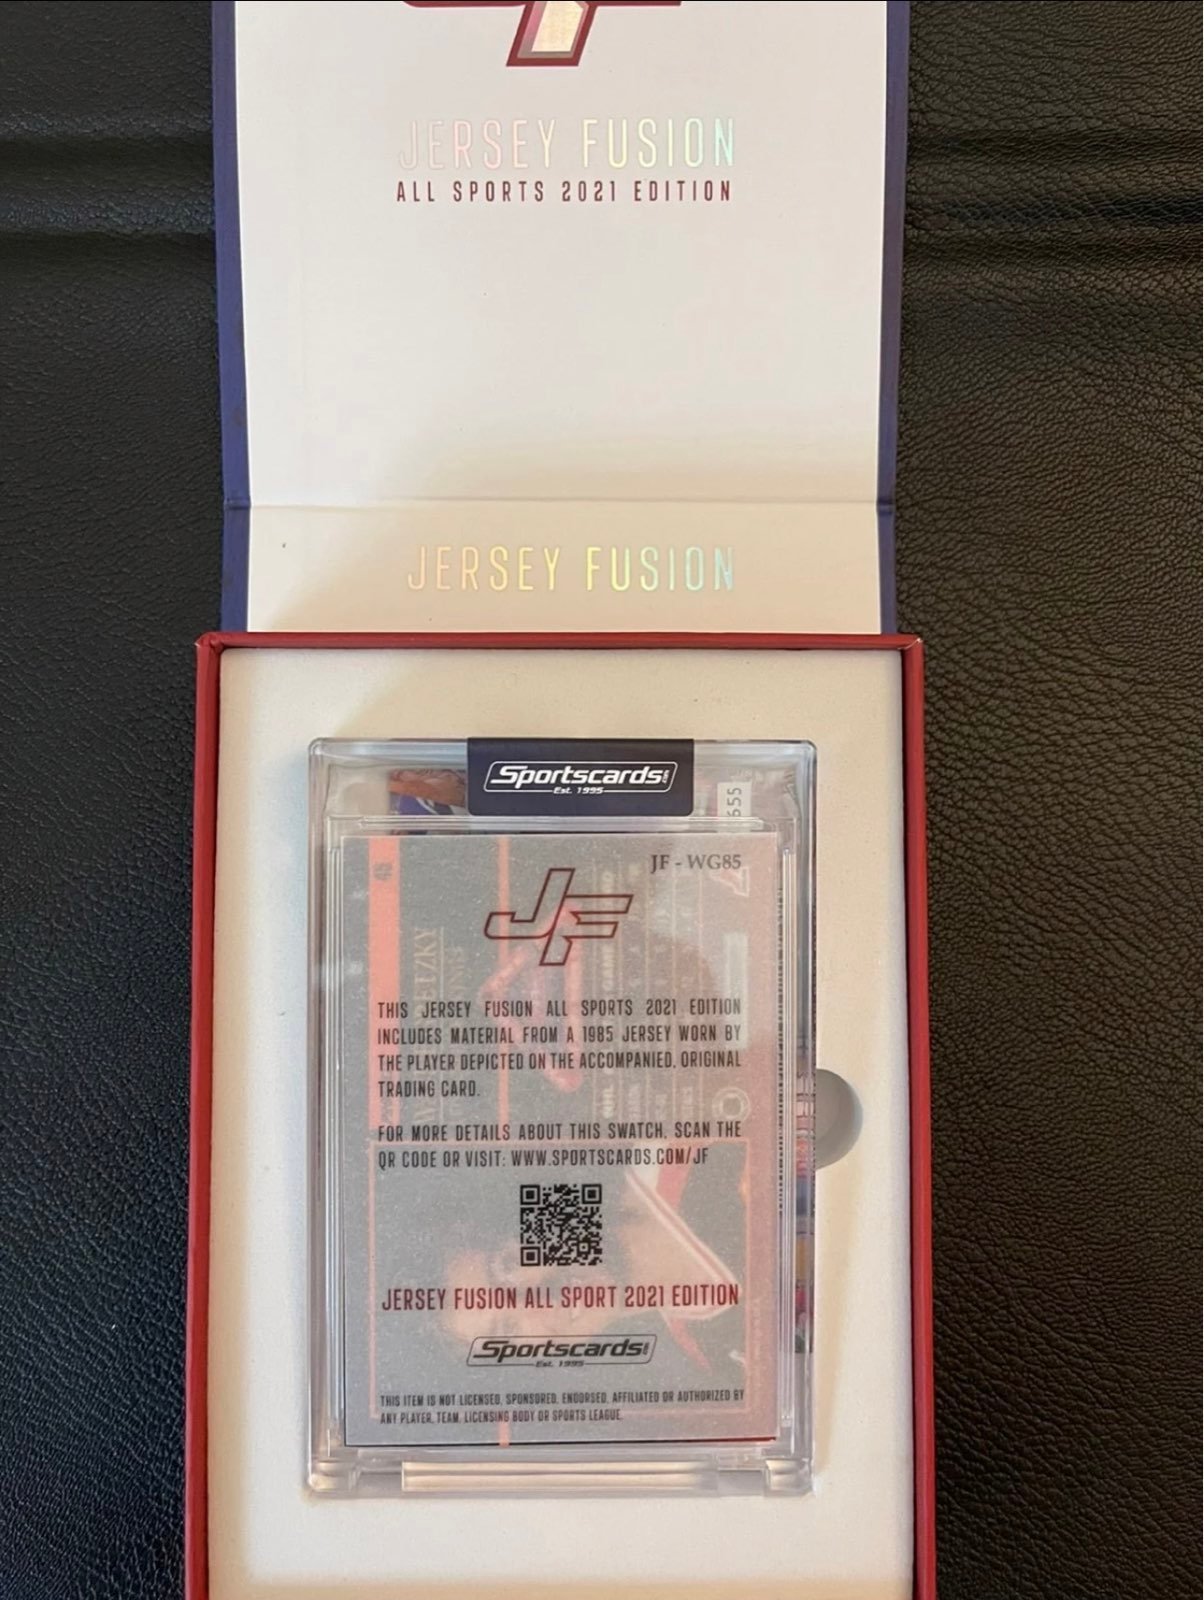 JERSEY FUSION
ALL SPORTS 2021 EDITION
JERSEY FUSION
Sportscards.com
Est. 1995
655
JF - WG85
JF
THIS JERSEY FUSION ALL SPORTS 2021 EDITION
INCLUDES MATERIAL FROM A 1985 JERSEY WORN BY
THE PLAYER DEPICTED ON THE ACCOMPANIED, ORIGINAL
TRADING CARD.
FOR MORE DETAILS ABOUT THIS SWATCH, SCAN THE
QR CODE OR VISIT: WWW.SPORTSCARDS.COM/JF
JERSEY FUSION ALL SPORT 2021 EDITION
Sportscards.com
Est. 1995
THIS ITEM IS NOT LICENSED, SPONSORED, ENDORSED, AFFILIATED OR AUTHORIZED BY
ANY PLAYER, TEAM, LICENSING BODY OR SPORTS LEAGUE.